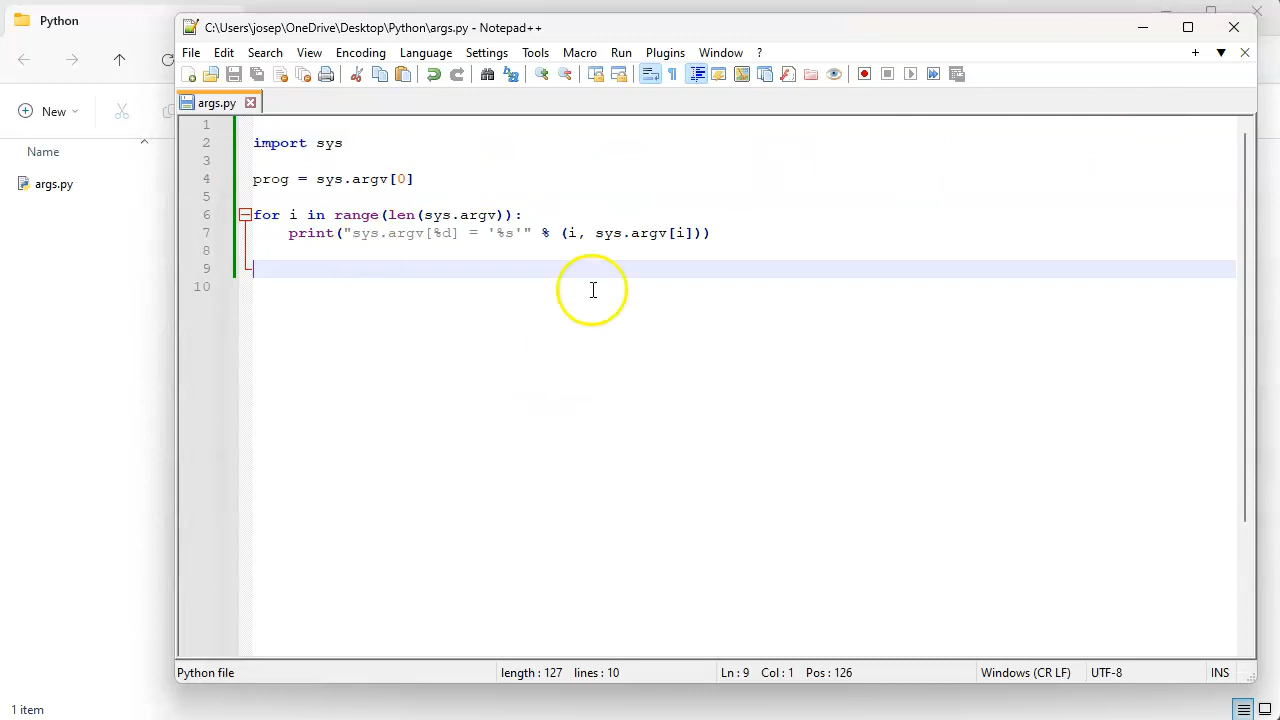 Python
C:\Users\josep\OneDrive\Desktop\Python\args.py - Notepad++
File Edit Search View Encoding Language Settings Tools Macro Run Plugins Window ?
New
args.py
Name
args.py
1
2 import sys
3
4 prog = sys.argv[0]
5
6 for i in range(len(sys.argv)):
7 print("sys.argv[%d] = '%s'" % (i, sys.argv[i]))
8
9
10
Python file length : 127 lines : 10 Ln : 9 Col : 1 Pos : 126 Windows (CR LF) UTF-8 INS
1 item